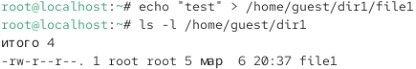 root@localhost:~# echo "test" > /home/guest/dir1/file1
root@localhost:~# ls -l /home/guest/dir1
итого 4
-rw-r--r--. 1 root root 5 мар  6 20:37 file1